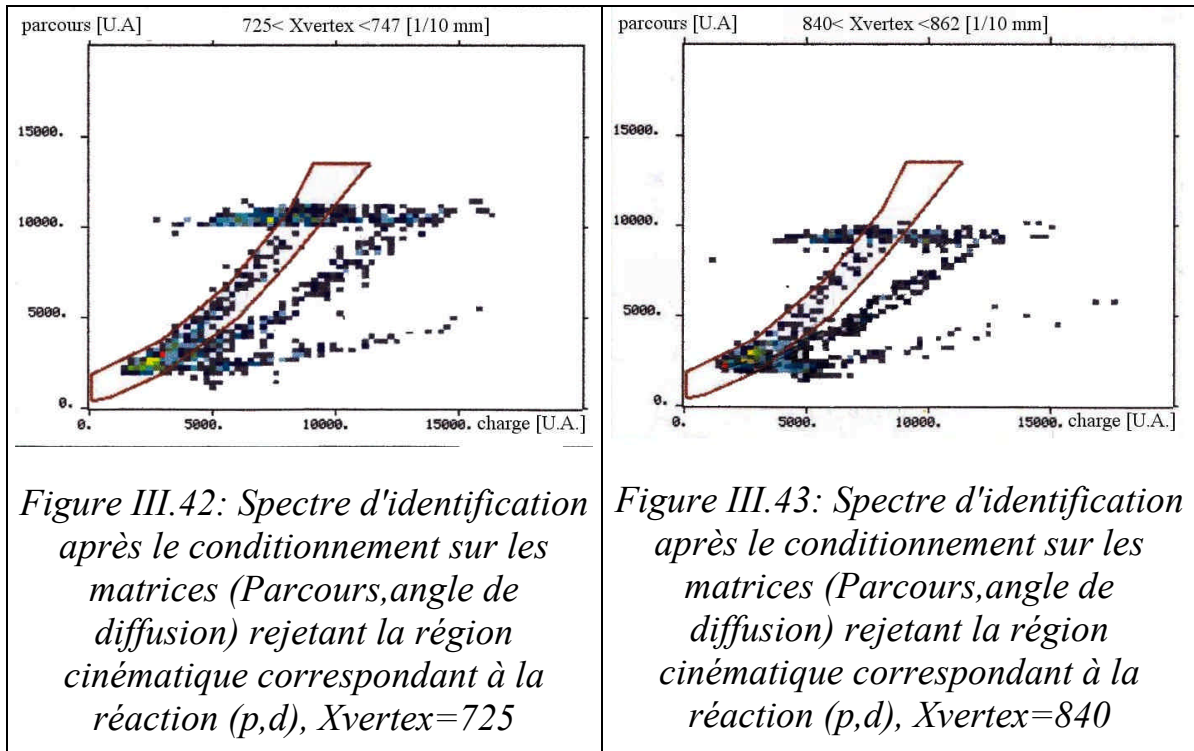 parcours [U.A]
725< Xvertex <747 [1/10 mm]
15000.
10000.
5000.
0.
0.
5000.
10000.
15000.
charge [U.A.]
Figure III.42: Spectre d'identification
après le conditionnement sur les
matrices (Parcours,angle de
diffusion) rejetant la région
cinématique correspondant à la
réaction (p,d), Xvertex=725
parcours [U.A]
840< Xvertex <862 [1/10 mm]
15000.
10000.
5000.
0.
0.
5000.
10000.
15000.
charge [U.A.]
Figure III.43: Spectre d'identification
après le conditionnement sur les
matrices (Parcours,angle de
diffusion) rejetant la région
cinématique correspondant à la
réaction (p,d), Xvertex=840